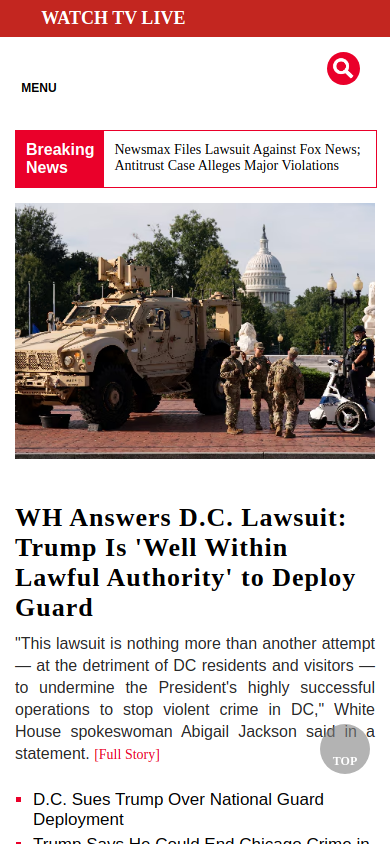 WATCH TV LIVE
MENU
Breaking
News
Newsmax Files Lawsuit Against Fox News;
Antitrust Case Alleges Major Violations
WH Answers D.C. Lawsuit:
Trump Is 'Well Within
Lawful Authority' to Deploy
Guard
"This lawsuit is nothing more than another attempt
— at the detriment of DC residents and visitors —
to undermine the President's highly successful
operations to stop violent crime in DC," White
House spokeswoman Abigail Jackson said in a
statement. [Full Story]
TOP
D.C. Sues Trump Over National Guard
Deployment
Trump Says He Could End Chicago Crime in